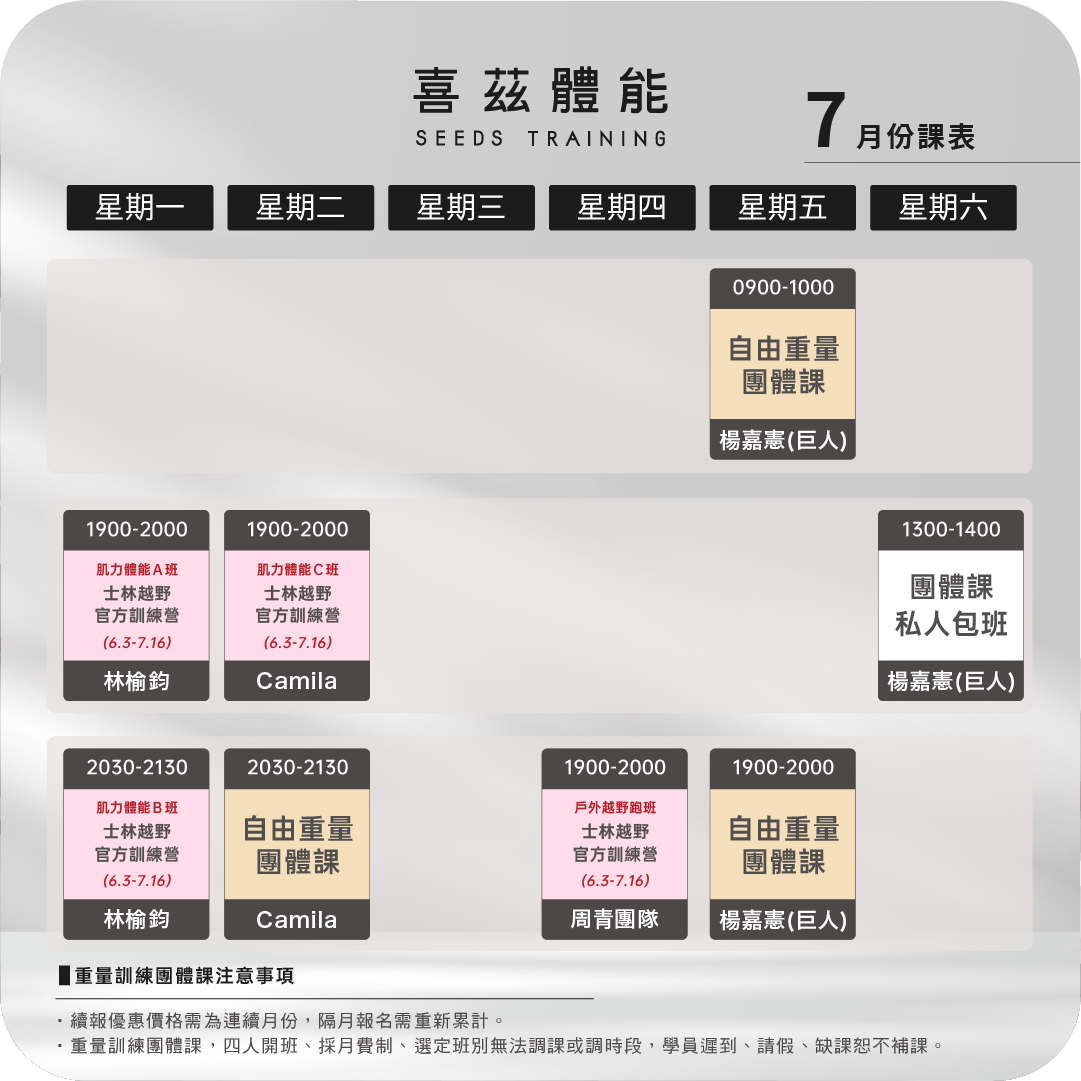 喜茲體能
SEEDS TRAINING
7月份課表
星期一 星期二 星期三 星期四 星期五 星期六
0900-1000
自由重量
團體課
楊嘉憲(巨人)
1900-2000
肌力體能A班
士林越野
官方訓練營
(6.3-7.16)
林榆鈞
1900-2000
肌力體能C班
士林越野
官方訓練營
(6.3-7.16)
Camila
1300-1400
團體課
私人包班
楊嘉憲(巨人)
2030-2130
肌力體能B班
士林越野
官方訓練營
(6.3-7.16)
林榆鈞
2030-2130
自由重量
團體課
Camila
1900-2000
戶外越野跑班
士林越野
官方訓練營
(6.3-7.16)
周青團隊
1900-2000
自由重量
團體課
楊嘉憲(巨人)
重量訓練團體課注意事項
·續報優惠價格需為連續月份，隔月報名需重新累計。
·重量訓練團體課，四人開班、採月費制、選定班別無法調課或調時段，學員遲到、請假、缺課恕不補課。